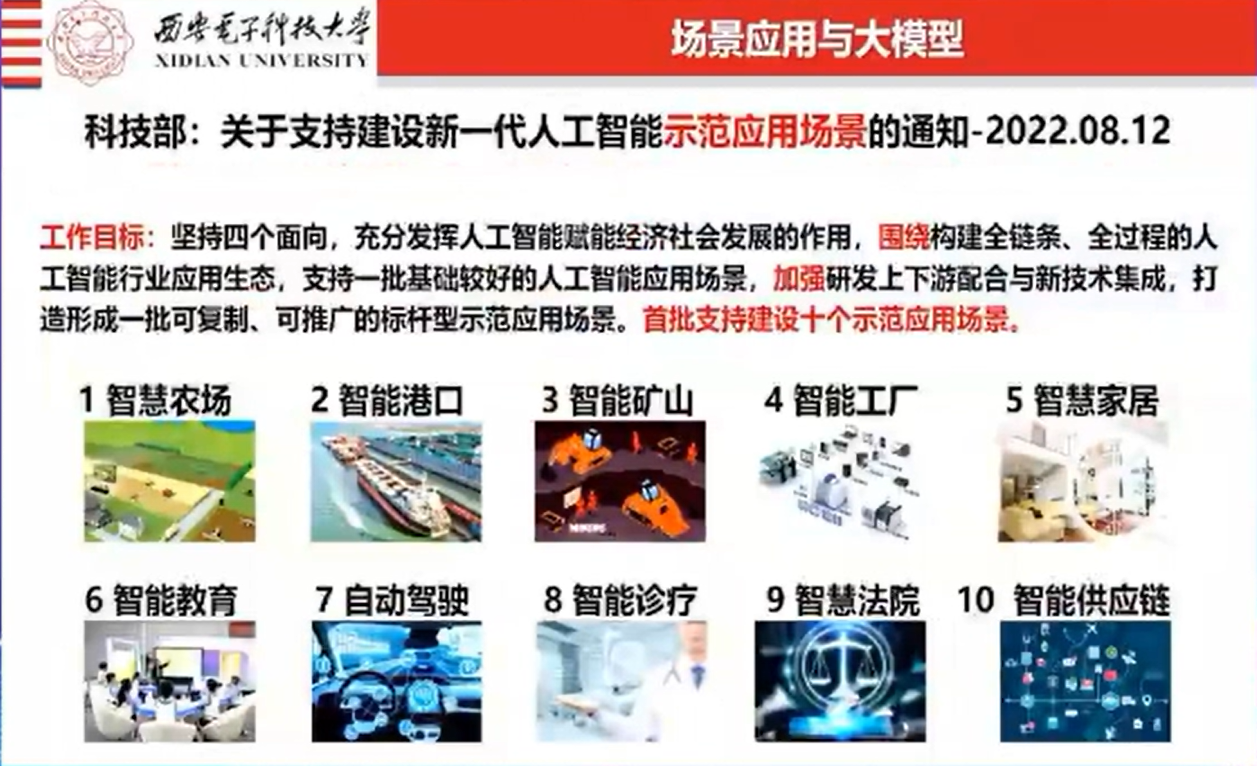 西安电子科技大学
XIDIAN UNIVERSITY
场景应用与大模型
科技部：关于支持建设新一代人工智能示范应用场景的通知-2022.08.12
工作目标：坚持四个面向，充分发挥人工智能赋能经济社会发展的作用，围绕构建全链条、全过程的人
工智能行业应用生态，支持一批基础较好的人工智能应用场景，加强研发上下游配合与新技术集成，打
造形成一批可复制、可推广的标杆型示范应用场景。首批支持建设十个示范应用场景。
1 智慧农场
2 智能港口
3 智能矿山
4 智能工厂
5 智慧家居
6 智能教育
7 自动驾驶
8 智能诊疗
9 智慧法院
10 智能供应链